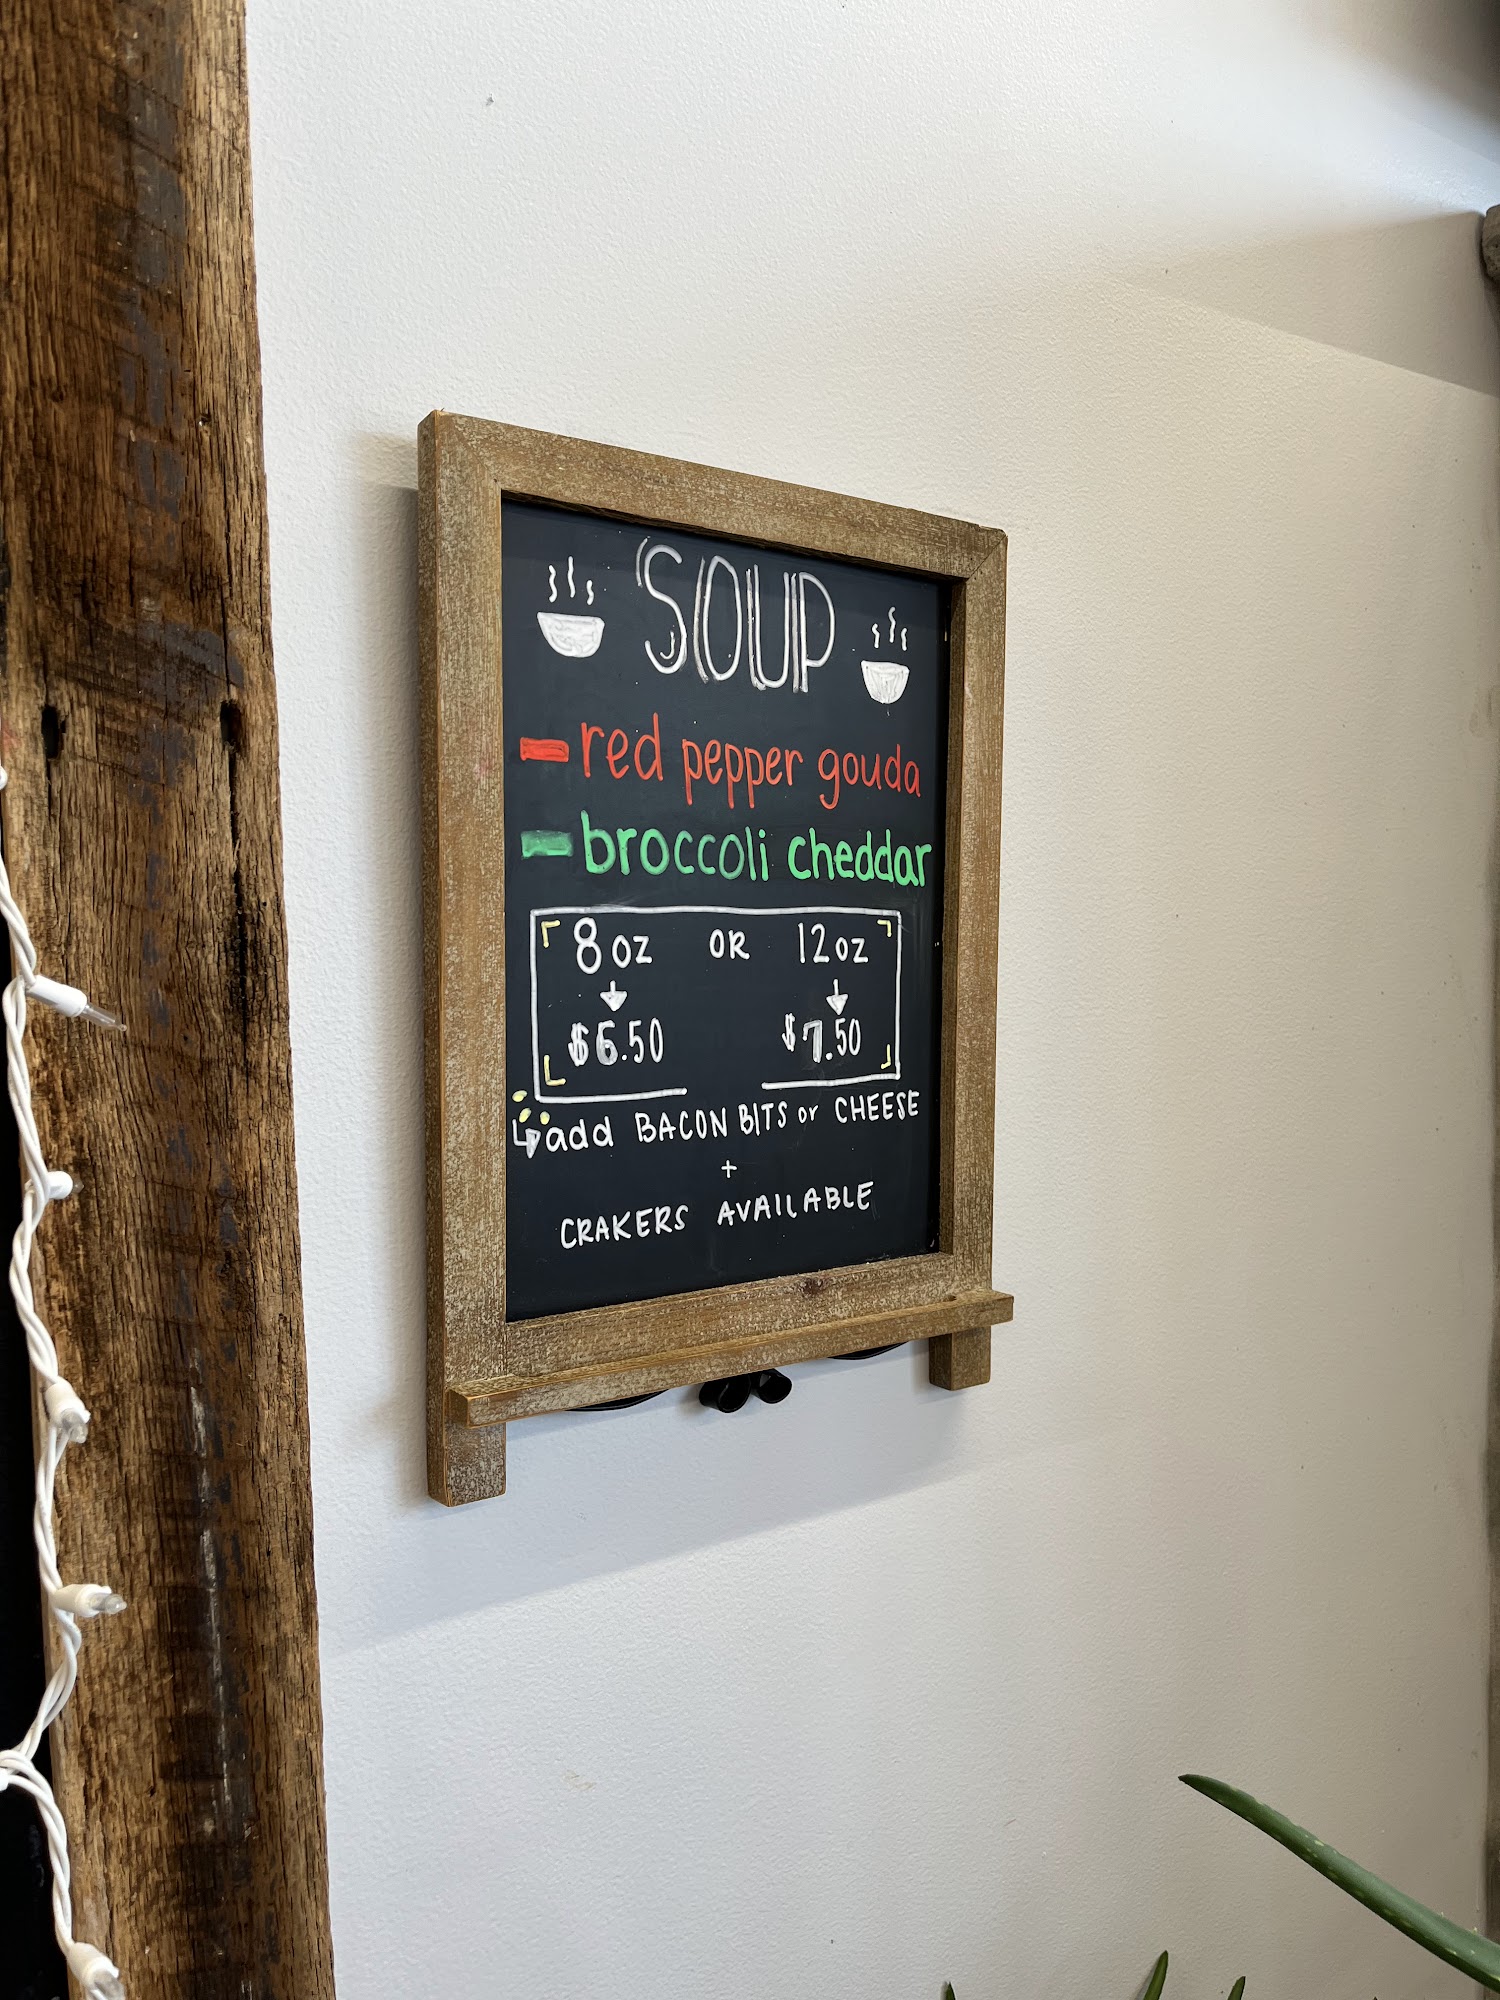 SOUP
red pepper gouda
broccoli cheddar
8 oz OR 12 oz
$6.50 $7.50
add BACON BITS or CHEESE
+
CRAKERS AVAILABLE